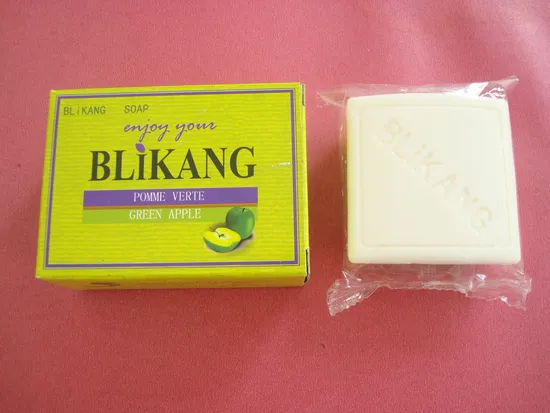 BLiKANG SOAP
enjoy your
BLiKANG
POMME VERTE
GREEN APPLE
BLIKANG